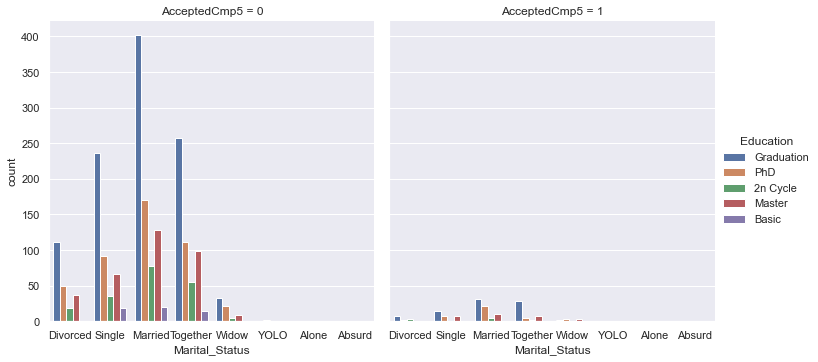 AcceptedCmp5 = 0
AcceptedCmp5 = 1
400
350
300
250
200
150
100
50
0
count
Divorced Single Married Together Widow YOLO Alone Absurd
Divorced Single Married Together Widow YOLO Alone Absurd
Marital_Status
Marital_Status
Education
Graduation
PhD
2n Cycle
Master
Basic